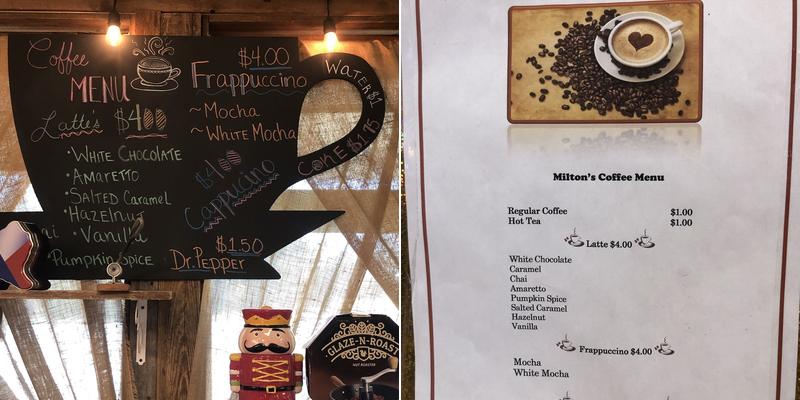 Coffee
MENU
Latte's $4.00
• White Chocolate
• Amaretto
• Salted Caramel
• Hazelnut
• Vanilla
Pumpkin Spice
$4.00
Frappuccino
~ Mocha
~ White Mocha
$4.00
Cappucino
$1.50
Dr. Pepper
Water $1
Coke $1.75
GLAZE-N-ROAST
NUT ROASTER
Milton's Coffee Menu
Regular Coffee $1.00
Hot Tea $1.00
Latte $4.00
White Chocolate
Caramel
Chai
Amaretto
Pumpkin Spice
Salted Caramel
Hazelnut
Vanilla
Frappuccino $4.00
Mocha
White Mocha